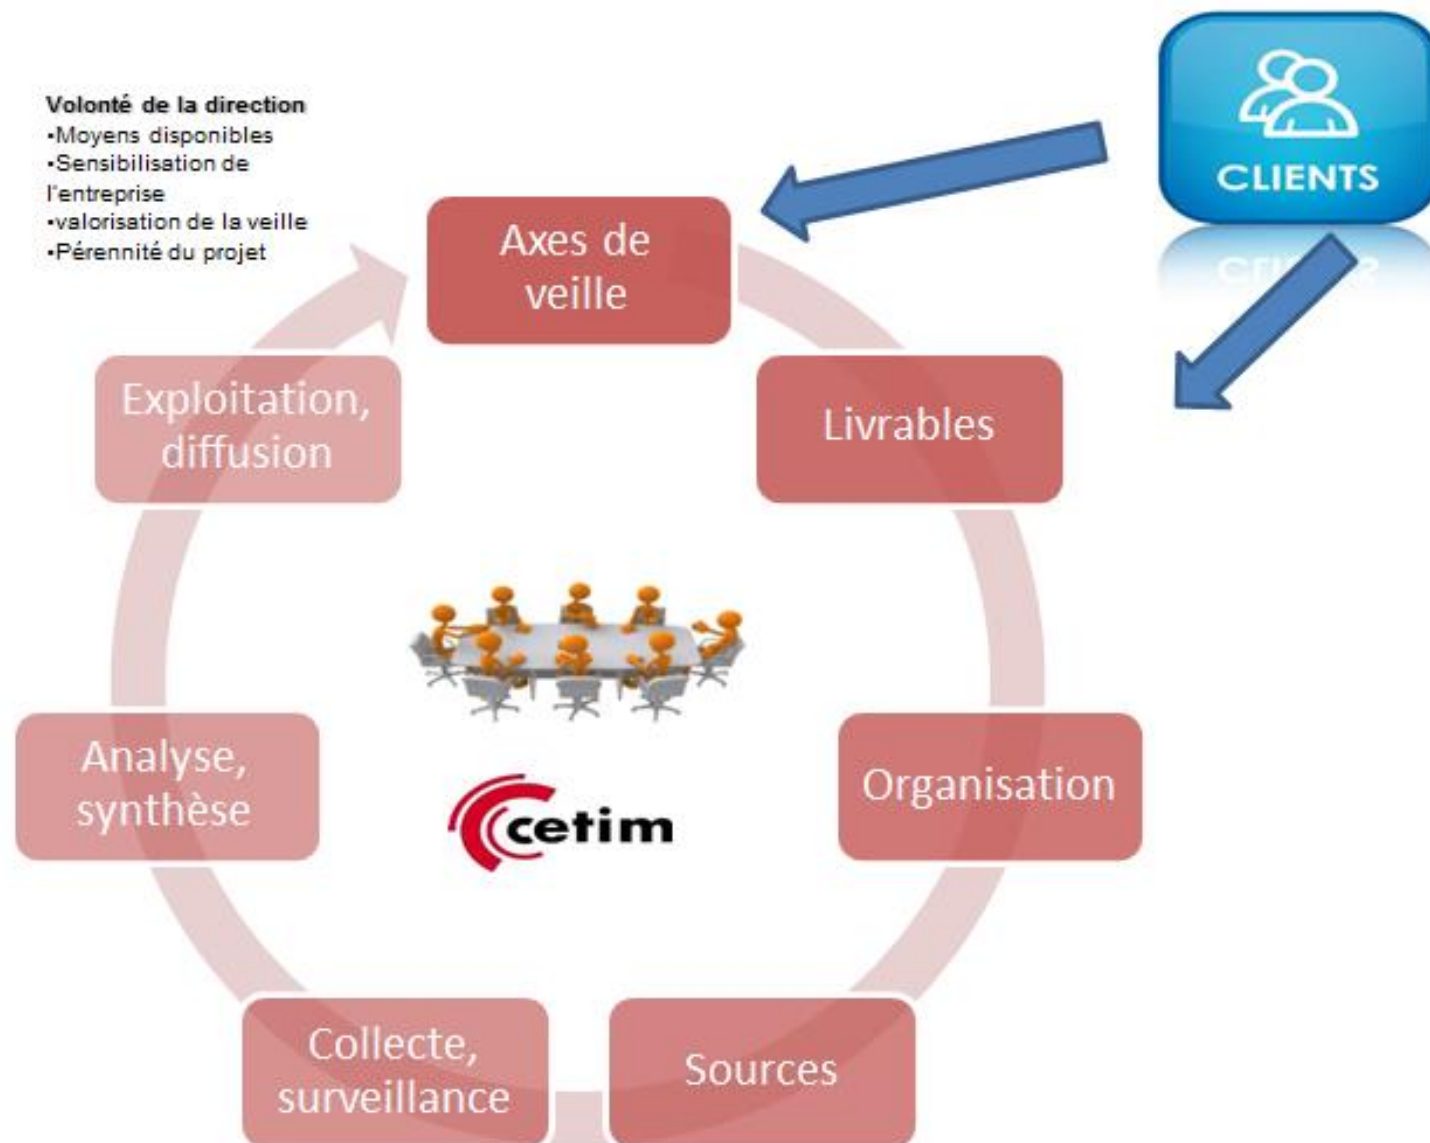 Volonté de la direction
•Moyens disponibles
•Sensibilisation de
l'entreprise
•valorisation de la veille
•Pérennité du projet
CLIENTS
CLIENTS
Axes de
veille
Livrables
Organisation
Sources
Collecte,
surveillance
Analyse,
synthèse
Exploitation,
diffusion
cetim